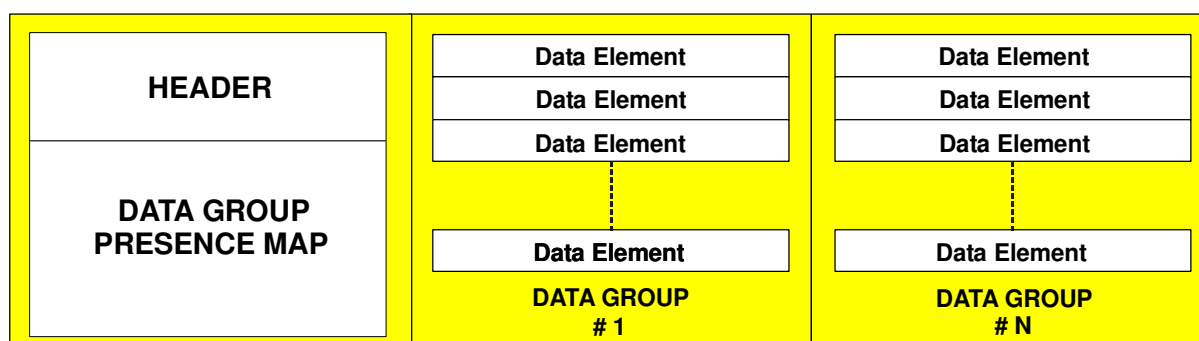 HEADER
DATA GROUP
PRESENCE MAP
Data Element
Data Element
Data Element
Data Element
DATA GROUP
# 1
Data Element
Data Element
Data Element
Data Element
DATA GROUP
# N